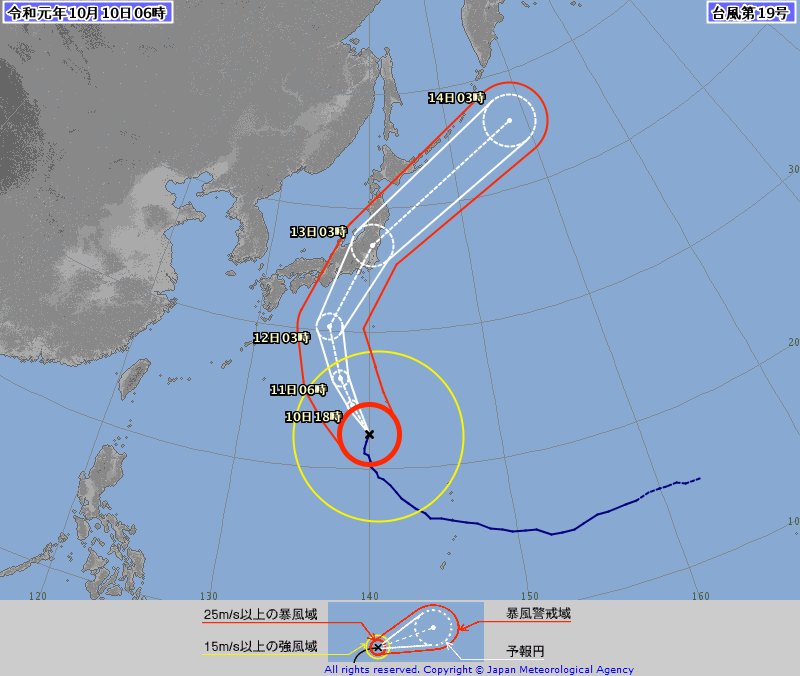 令和元年10月10日06時
台風第19号
14日03時
30
13日03時
12日03時
20
11日06時
10日18時
10
120
130
140
150
160
25m/s以上の暴風域
暴風警戒域
15m/s以上の強風域
予報円
All rights reserved. Copyright © Japan Meteorological Agency